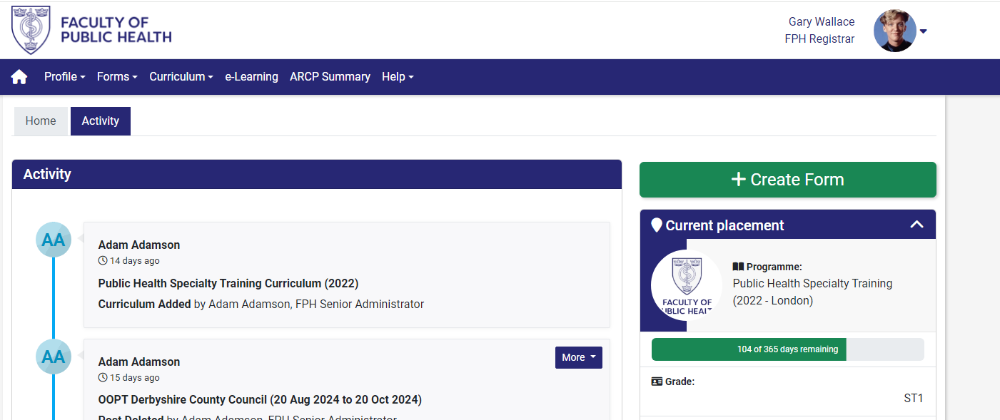 FACULTY OF
PUBLIC HEALTH
Gary Wallace
FPH Registrar
Profile Forms Curriculum e-Learning ARCP Summary Help
Home Activity
Activity
+ Create Form
AA
Adam Adamson
14 days ago
Public Health Specialty Training Curriculum (2022)
Curriculum Added by Adam Adamson, FPH Senior Administrator
AA
Adam Adamson
More
15 days ago
OOPT Derbyshire County Council (20 Aug 2024 to 20 Oct 2024)
Post Deleted by Adam Adamson, FPH Senior Administrator
Current placement
FACULTY OF
Programme:
Public Health Specialty Training
(2022 - London)
104 of 365 days remaining
Grade:
ST1